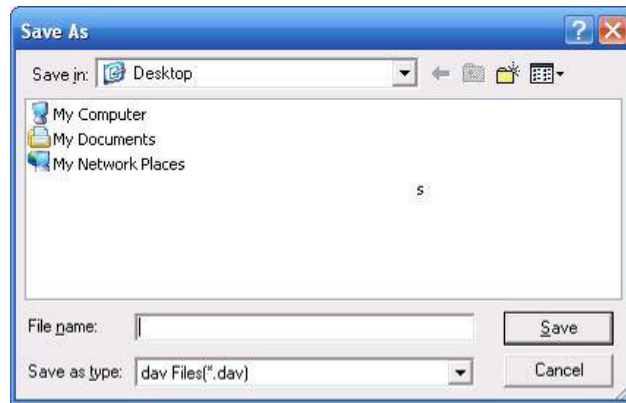 Save As
Save in: Desktop
My Computer
My Documents
My Network Places
s
File name:
Save
Save as type: dav Files(*.dav)
Cancel